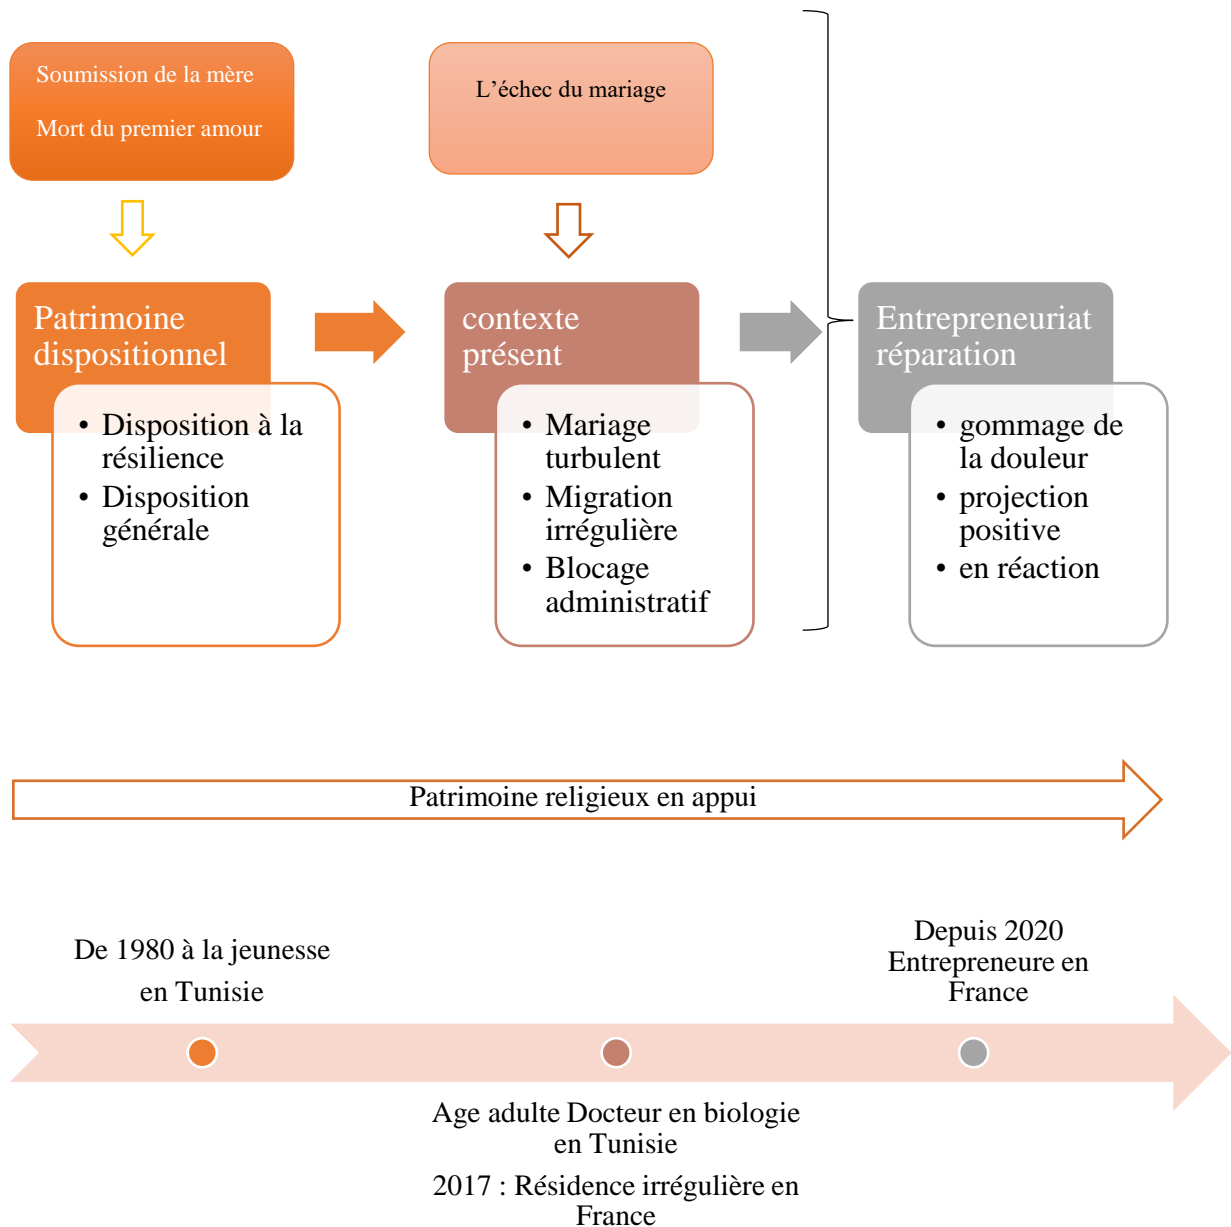 Soumission de la mère
Mort du premier amour
L’échec du mariage
Patrimoine
dispositionnel
• Disposition à la
résilience
• Disposition
générale
contexte
présent
• Mariage
turbulent
• Migration
irrégulière
• Blocage
administratif
Entrepreneuriat
réparation
• gommage de
la douleur
• projection
positive
• en réaction
Patrimoine religieux en appui
De 1980 à la jeunesse
en Tunisie
Age adulte Docteur en biologie
en Tunisie
2017 : Résidence irrégulière en
France
Depuis 2020
Entrepreneure en
France